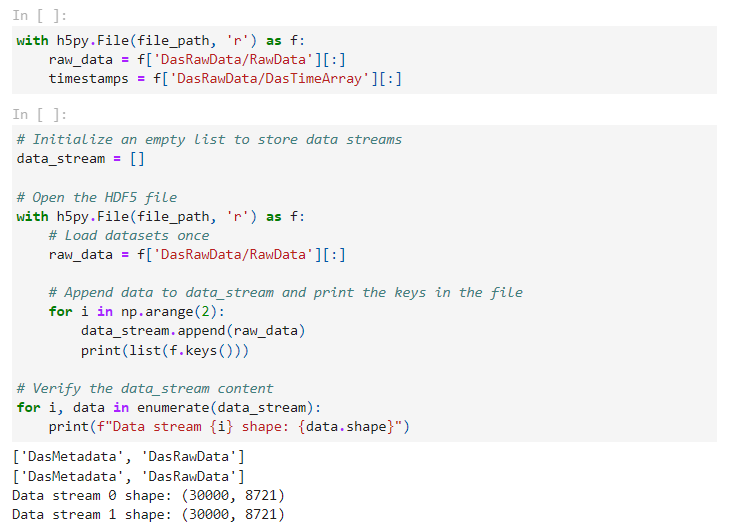 In [ ]:
with h5py.File(file_path, 'r') as f:
    raw_data = f['DasRawData/RawData'][:]
    timestamps = f['DasRawData/DasTimeArray'][:]
In [ ]:
# Initialize an empty list to store data streams
data_stream = []
# Open the HDF5 file
with h5py.File(file_path, 'r') as f:
    # Load datasets once
    raw_data = f['DasRawData/RawData'][:]
    # Append data to data_stream and print the keys in the file
    for i in np.arange(2):
        data_stream.append(raw_data)
        print(list(f.keys()))
# Verify the data_stream content
for i, data in enumerate(data_stream):
    print(f"Data stream {i} shape: {data.shape}")
['DasMetadata', 'DasRawData']
['DasMetadata', 'DasRawData']
Data stream 0 shape: (30000, 8721)
Data stream 1 shape: (30000, 8721)